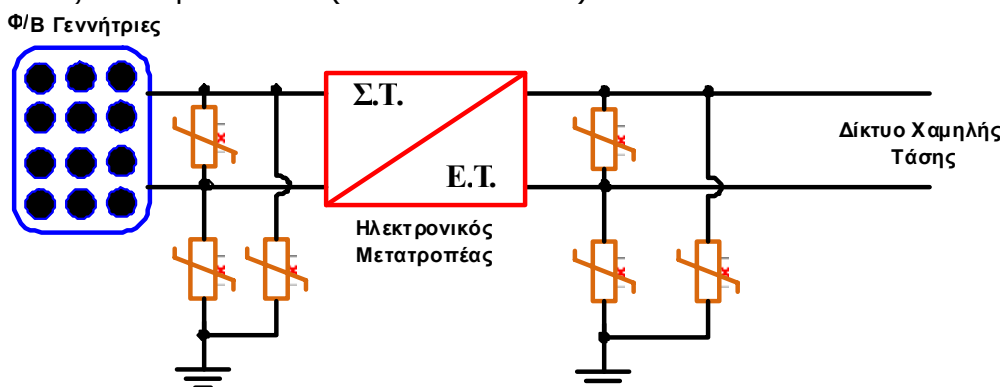 Φ/Β Γεννήτριες
Σ.Τ.
Ε.Τ.
Ηλεκτρονικός
Μετατροπέας
Δίκτυο Χαμηλής
Τάσης